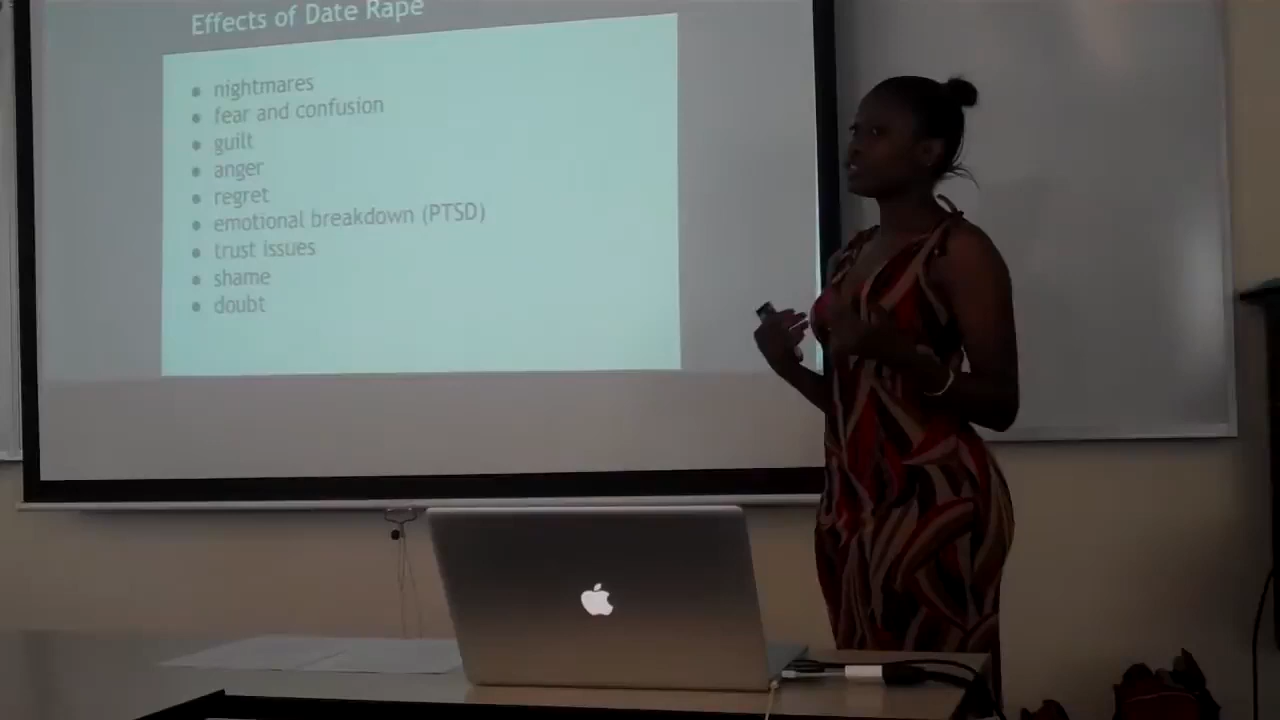 Effects of Date Rape
• nightmares
• fear and confusion
• guilt
• anger
• regret
• emotional breakdown (PTSD)
• trust issues
• shame
• doubt